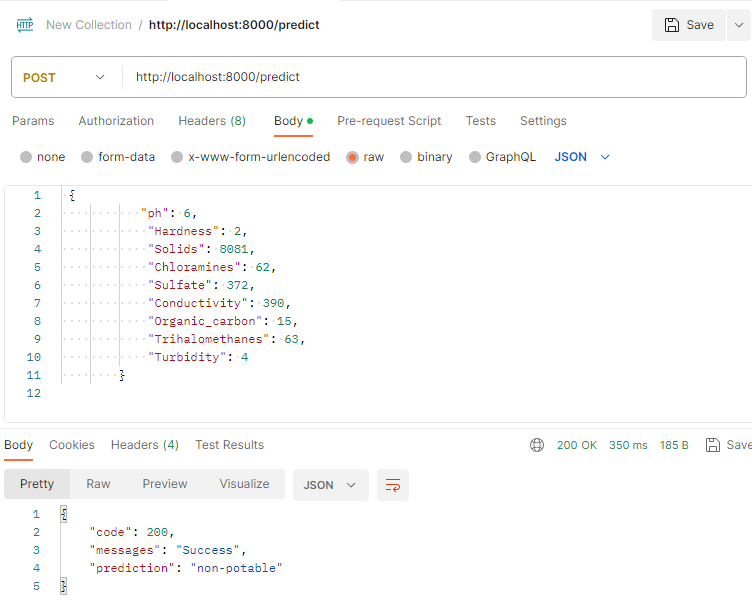 HTTP New Collection / http://localhost:8000/predict Save
POST http://localhost:8000/predict
Params Authorization Headers (8) Body Pre-request Script Tests Settings
none form-data x-www-form-urlencoded raw binary GraphQL JSON
1 {
2 "ph": 6,
3 "Hardness": 2,
4 "Solids": 8081,
5 "Chloramines": 62,
6 "Sulfate": 372,
7 "Conductivity": 390,
8 "Organic_carbon": 15,
9 "Trihalomethanes": 63,
10 "Turbidity": 4
11 }
12
Body Cookies Headers (4) Test Results 200 OK 350 ms 185 B Save
Pretty Raw Preview Visualize JSON
1 {
2 "code": 200,
3 "messages": "Success",
4 "prediction": "non-potable"
5 }